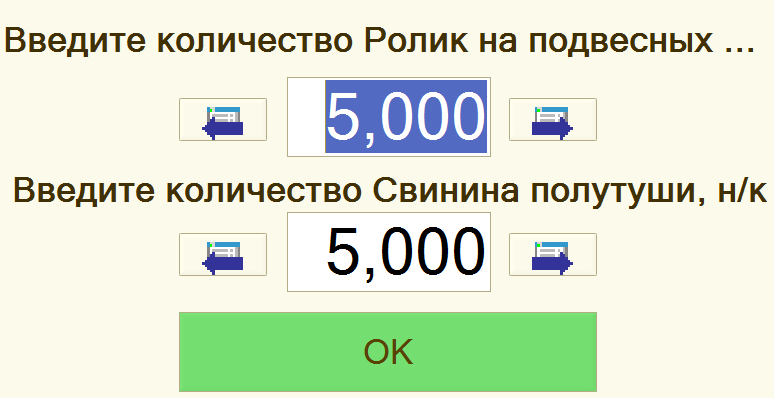 Введите количество Ролик на подвесных ...
5,000
Введите количество Свинина полутуши, н/к
5,000
OK